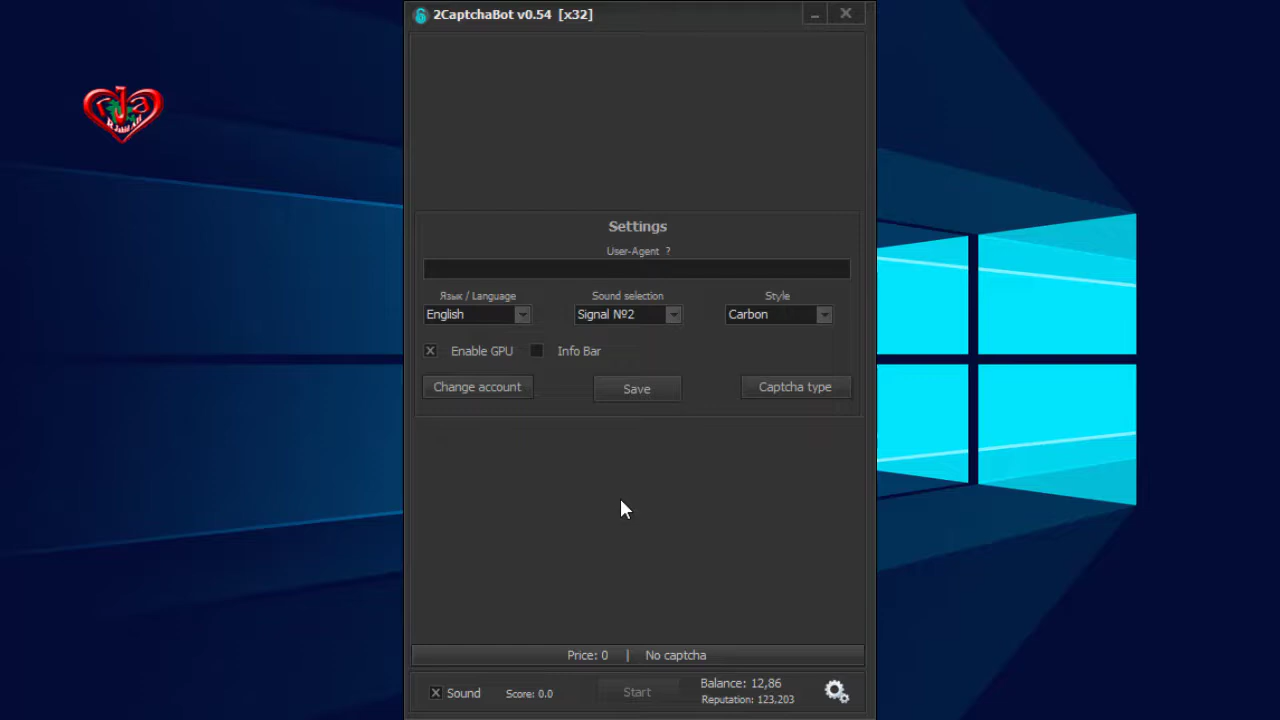 2CaptchaBot v0.54 [x32]
rJa
Settings
User-Agent ?
Язык / Language
Sound selection
Style
English
Signal №2
Carbon
Enable GPU
Info Bar
Change account
Save
Captcha type
Price: 0 | No captcha
Sound
Score: 0.0
Start
Balance: 12,86
Reputation: 123,203